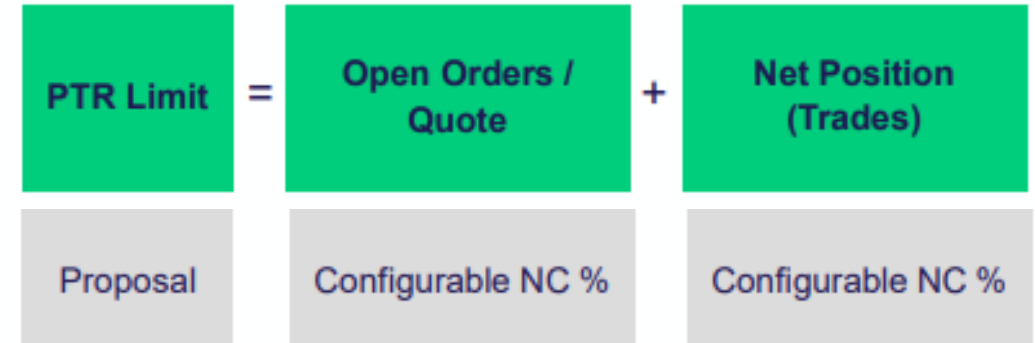 PTR Limit = Open Orders / Quote + Net Position (Trades)
Proposal Configurable NC % Configurable NC %